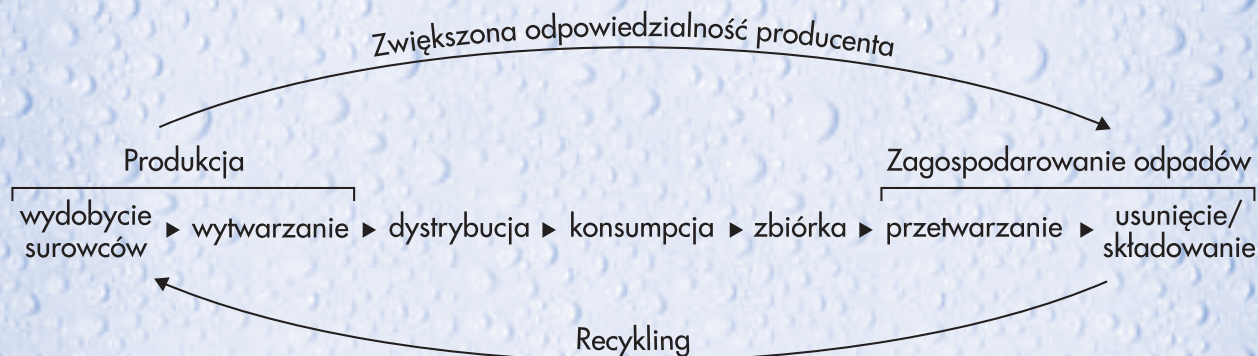 Zwiększona odpowiedzialność producenta
Produkcja
Zagospodarowanie odpadów
wydobycie
surowców
wytwarzanie
dystrybucja
konsumpcja
zbiórka
przetwarzanie
usunięcie/
składowanie
Recykling